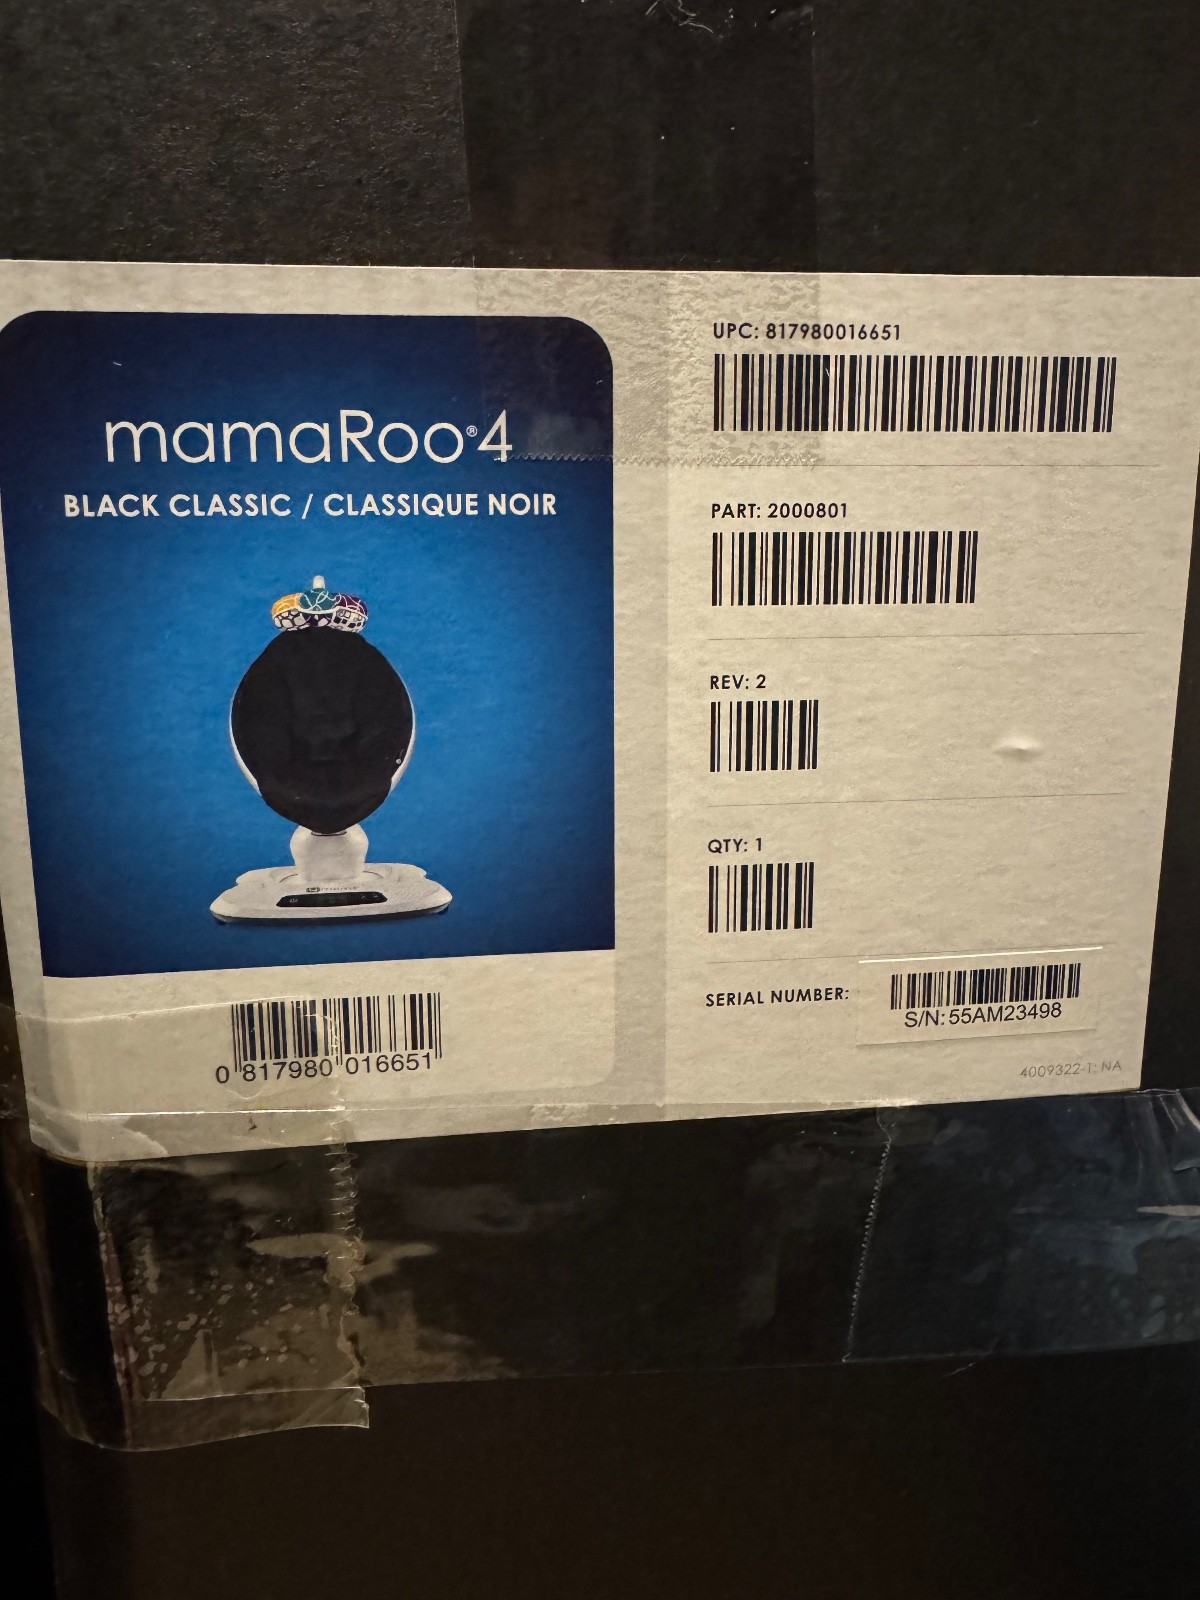 mamaRoo®4
BLACK CLASSIC / CLASSIQUE NOIR
0 817980 016651
UPC: 817980016651
PART: 2000801
REV: 2
QTY: 1
SERIAL NUMBER:
S/N: 55AM23498
4009322-1: NA